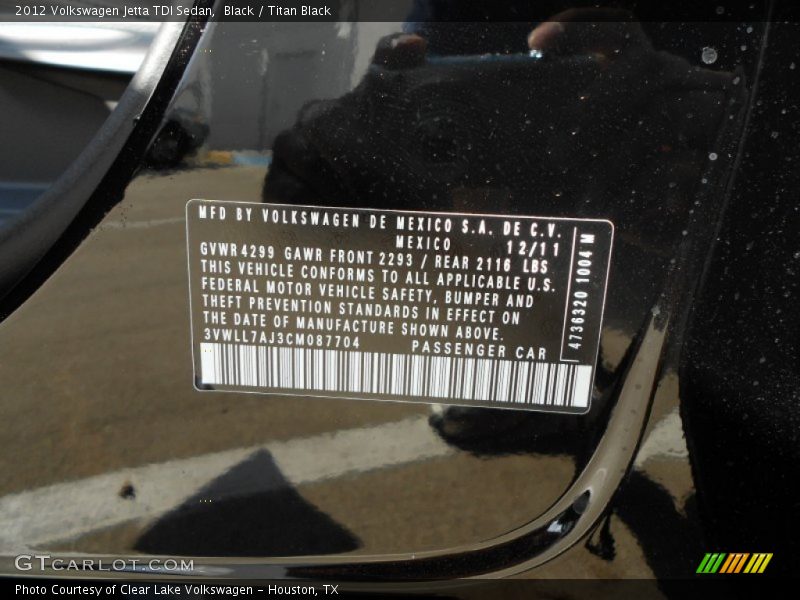 2012 Volkswagen Jetta TDI Sedan, Black / Titan Black
MFD BY VOLKSWAGEN DE MEXICO S.A. DE C.V.
MEXICO 12/11
GVWR 4299 GAWR FRONT 2293 / REAR 2116 LBS
THIS VEHICLE CONFORMS TO ALL APPLICABLE U.S.
FEDERAL MOTOR VEHICLE SAFETY, BUMPER AND
THEFT PREVENTION STANDARDS IN EFFECT ON
THE DATE OF MANUFACTURE SHOWN ABOVE.
3VWLL7AJ3CM087704 PASSENGER CAR
4736320 1004 M
GTCARLOT.COM
Photo Courtesy of Clear Lake Volkswagen - Houston, TX